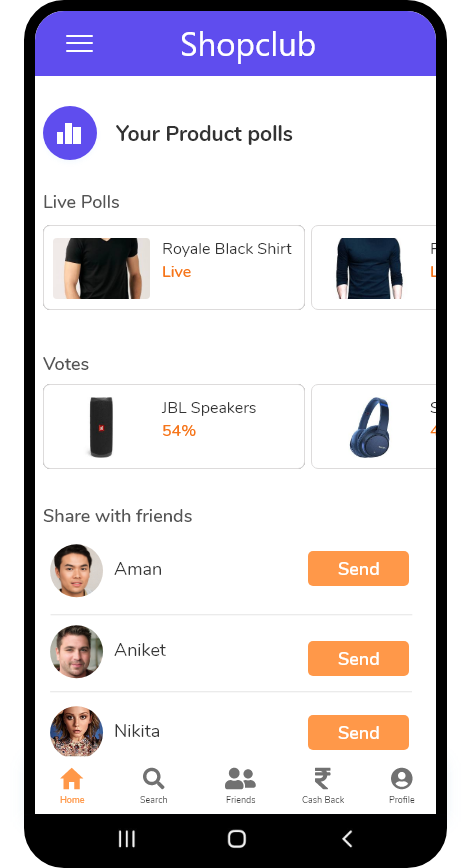 Shopclub
Your Product polls
Live Polls
Royale Black Shirt
Live
Votes
JBL Speakers
54%
Share with friends
Aman
Send
Aniket
Send
Nikita
Send
Home
Search
Friends
Cash Back
Profile